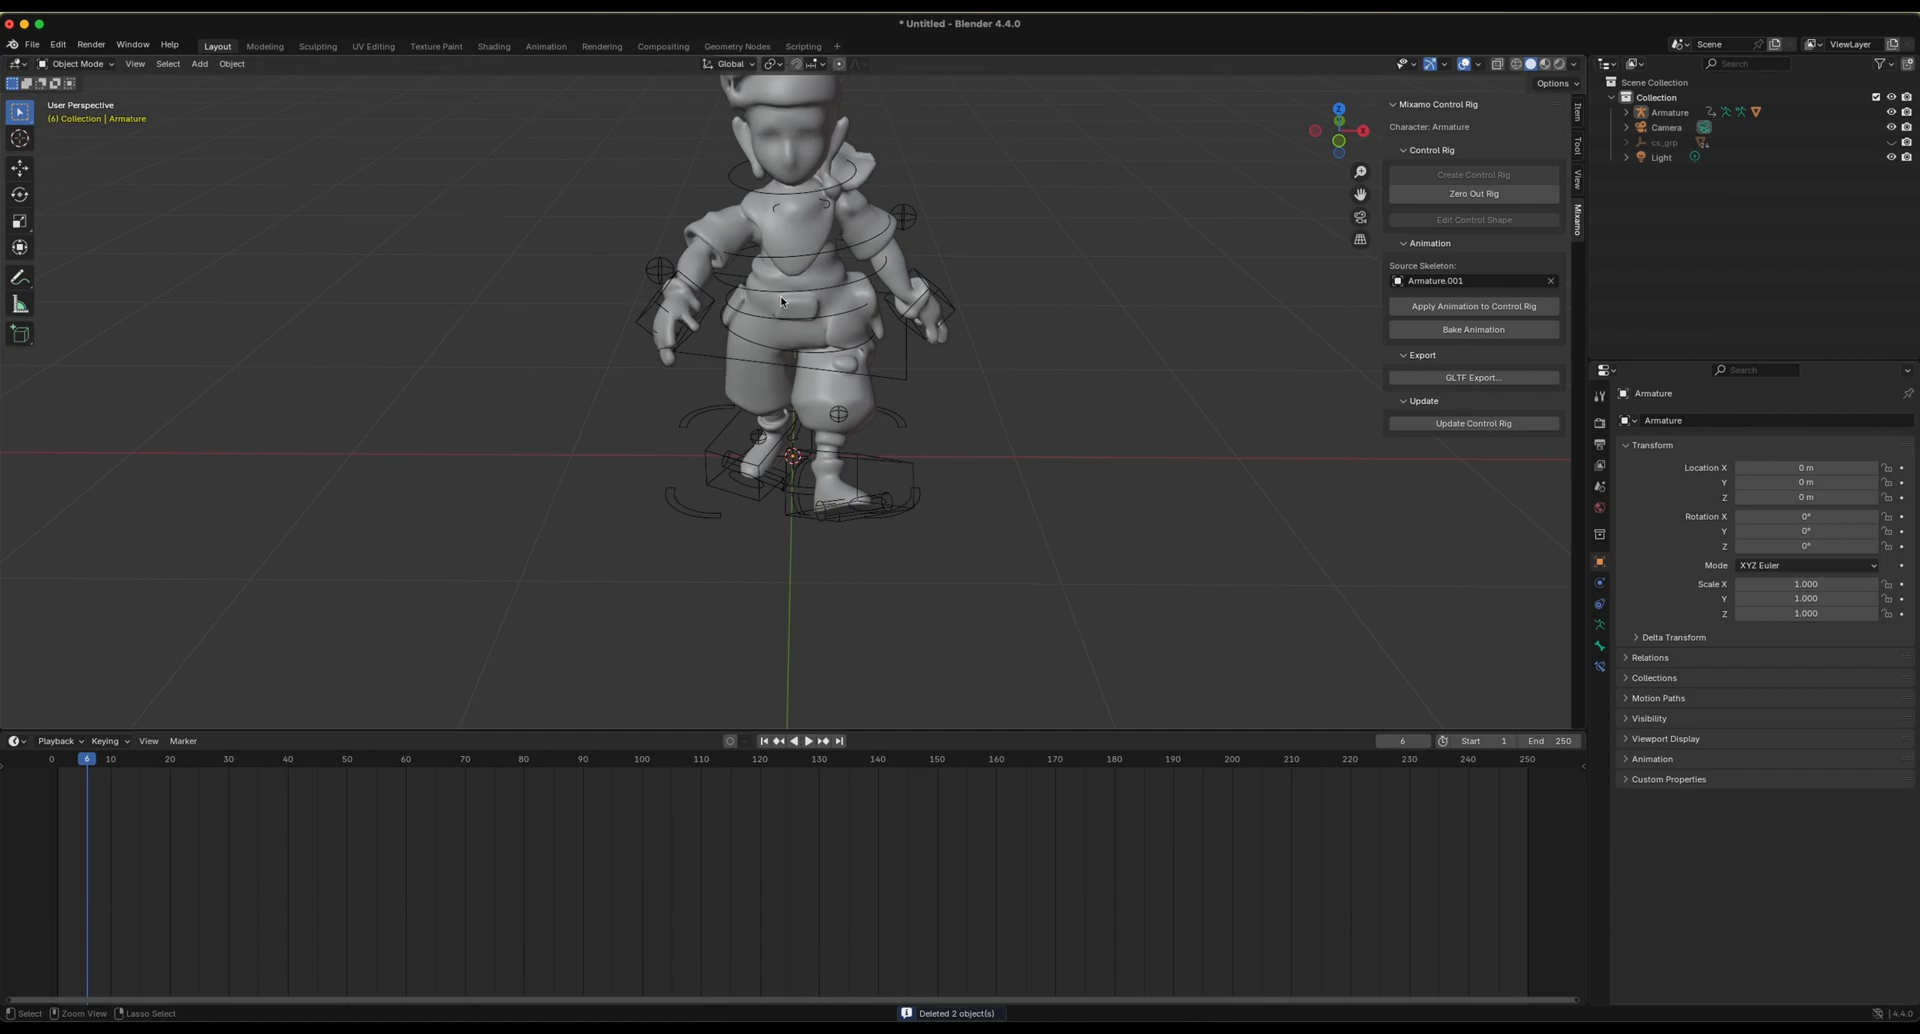 * Untitled - Blender 4.4.0
File Edit Render Window Help Layout Modeling Sculpting UV Editing Texture Paint Shading Animation Rendering Compositing Geometry Nodes Scripting + Scene ViewLayer
Object Mode View Select Add Object Global Search
Options
User Perspective
(6) Collection | Armature
Z
Y
X
Item
Tool
View
Mixamo
Mixamo Control Rig
Character: Armature
Control Rig
Create Control Rig
Zero Out Rig
Edit Control Shape
Animation
Source Skeleton:
Armature.001
Apply Animation to Control Rig
Bake Animation
Export
GLTF Export...
Update
Update Control Rig
Scene Collection
Collection
Armature
Camera
cs_grp 24
Light
Search
Armature
Armature
Transform
Location X 0 m
Y 0 m
Z 0 m
Rotation X 0°
Y 0°
Z 0°
Mode XYZ Euler
Scale X 1.000
Y 1.000
Z 1.000
Delta Transform
Relations
Collections
Motion Paths
Visibility
Viewport Display
Animation
Custom Properties
Playback Keying View Marker 6 Start 1 End 250
0 6 10 20 30 40 50 60 70 80 90 100 110 120 130 140 150 160 170 180 190 200 210 220 230 240 250
Select Zoom View Lasso Select Deleted 2 object(s) 4.4.0